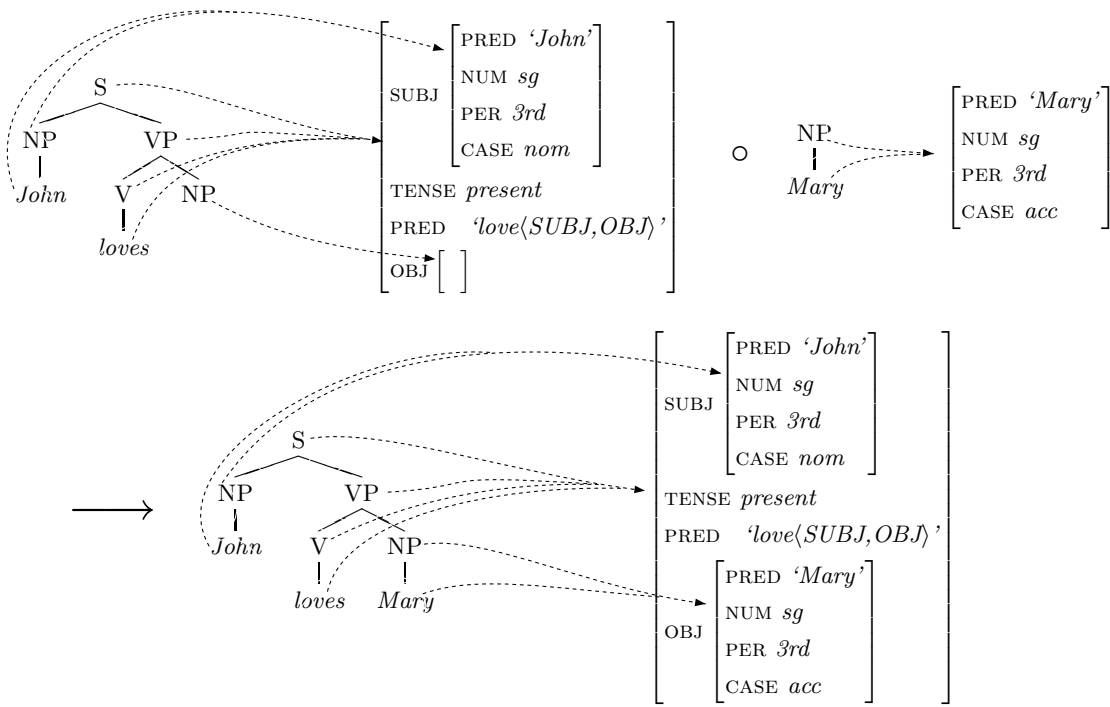 PRED ‘John’
NUM sg
SUBJ
PER 3rd
CASE nom
TENSE present
PRED ‘love⟨SUBJ,OBJ⟩’
OBJ [ ]
S
NP VP
John V NP
loves
∘
NP
Mary
PRED ‘Mary’
NUM sg
PER 3rd
CASE acc
⟶
S
NP VP
John V NP
loves Mary
PRED ‘John’
NUM sg
SUBJ
PER 3rd
CASE nom
TENSE present
PRED ‘love⟨SUBJ,OBJ⟩’
PRED ‘Mary’
NUM sg
OBJ
PER 3rd
CASE acc